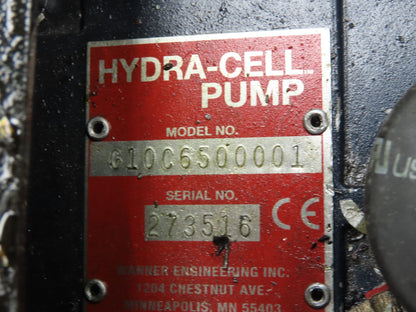 HYDRA-CELL
PUMP
MODEL NO.
G10C6500001
SERIAL NO.
273516
CE
WANNER ENGINEERING INC.
1204 CHESTNUT AVE.
MINNEAPOLIS, MN 55403